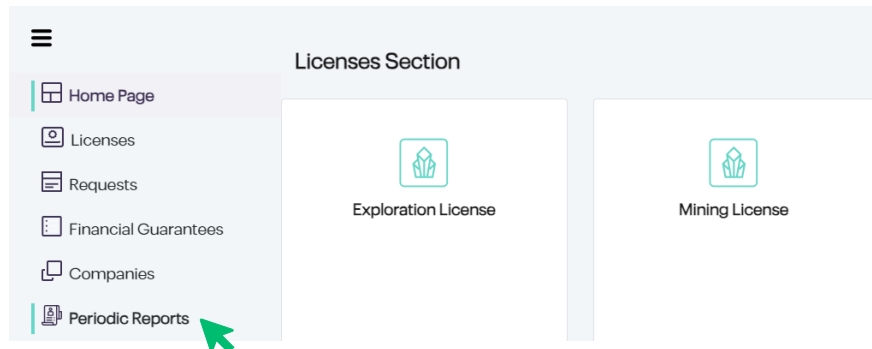 Licenses Section
Home Page
Licenses
Requests
Financial Guarantees
Companies
Periodic Reports
Exploration License
Mining License